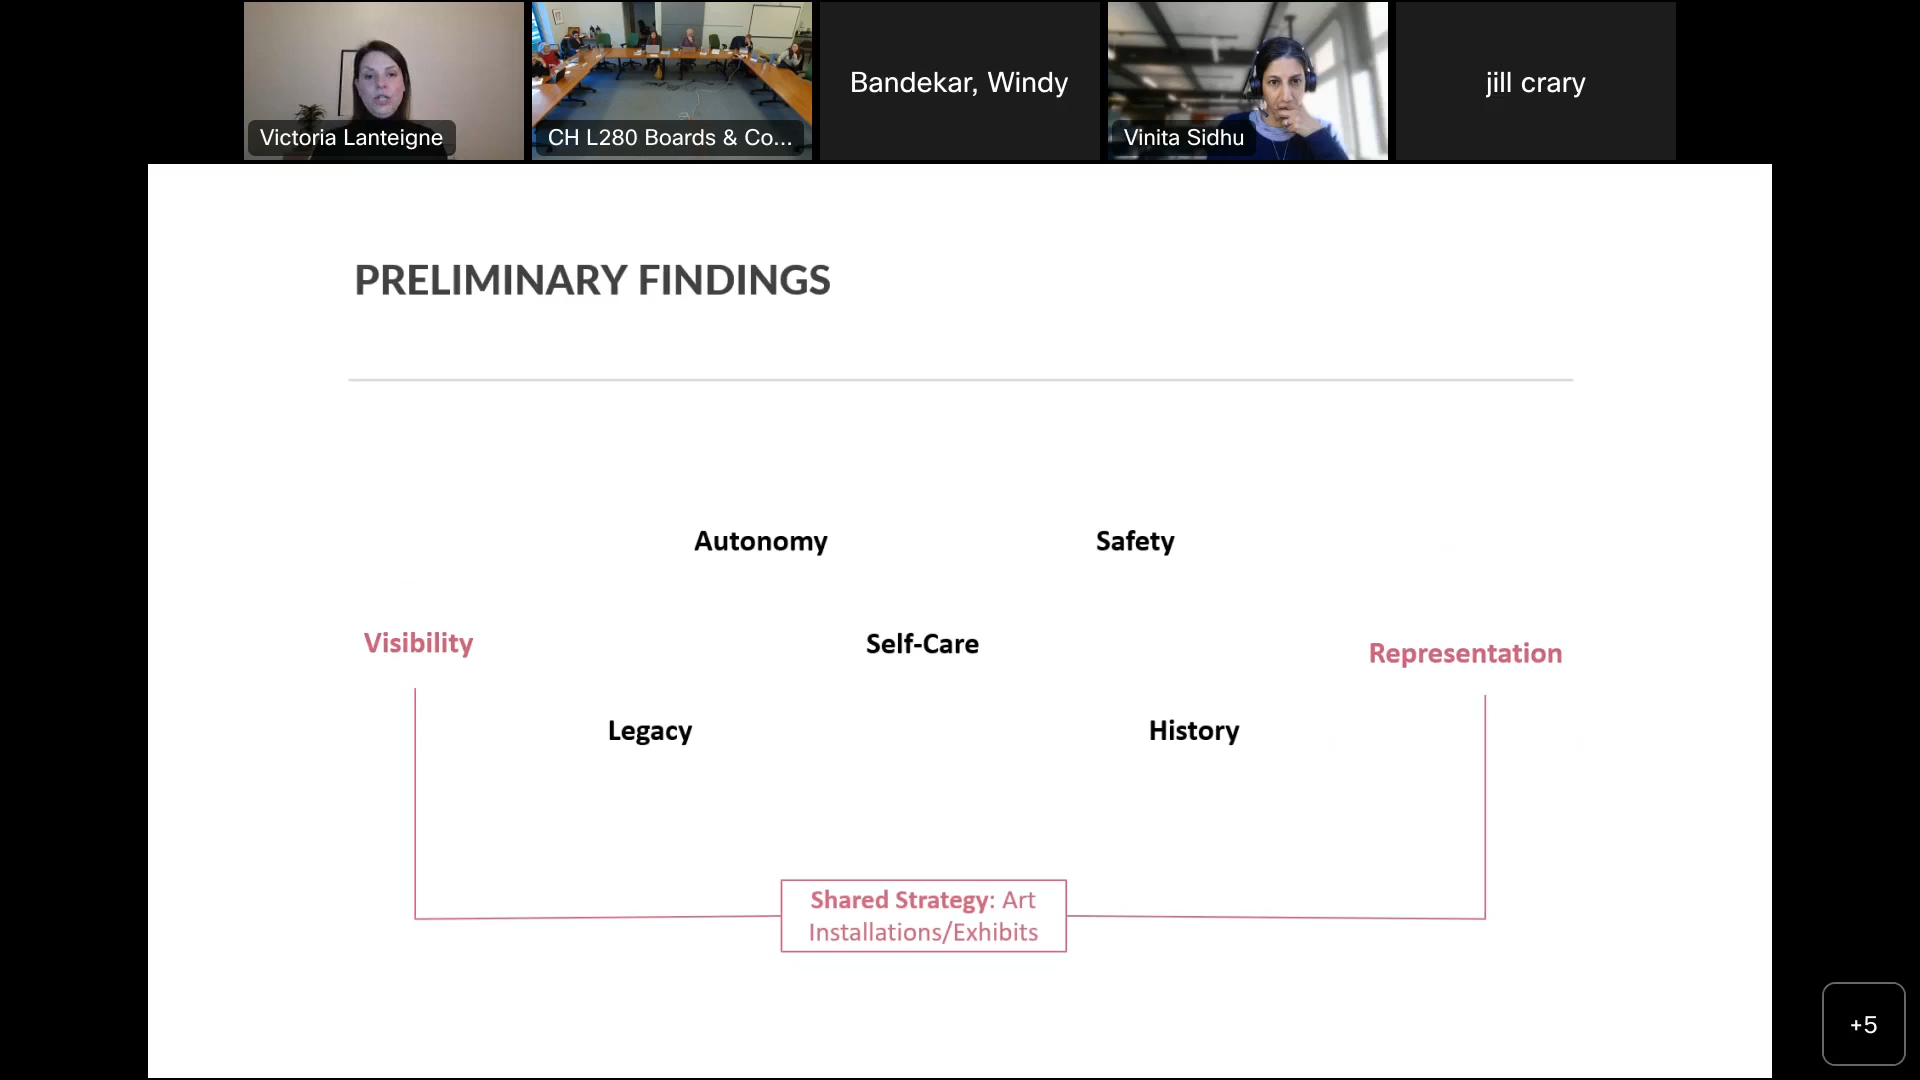 Victoria Lanteigne
CH L280 Boards & Co...
Bandekar, Windy
Vinita Sidhu
jill crary
PRELIMINARY FINDINGS
Autonomy
Safety
Visibility
Self-Care
Representation
Legacy
History
Shared Strategy: Art
Installations/Exhibits
+5